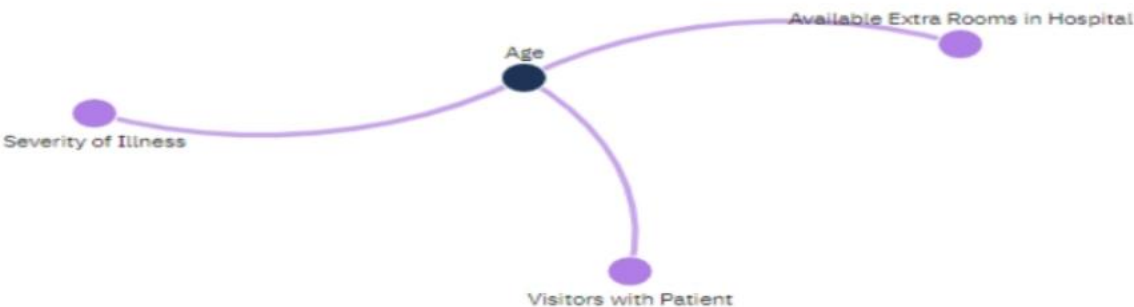 Available Extra Rooms in Hospital
Age
Severity of Illness
Visitors with Patient